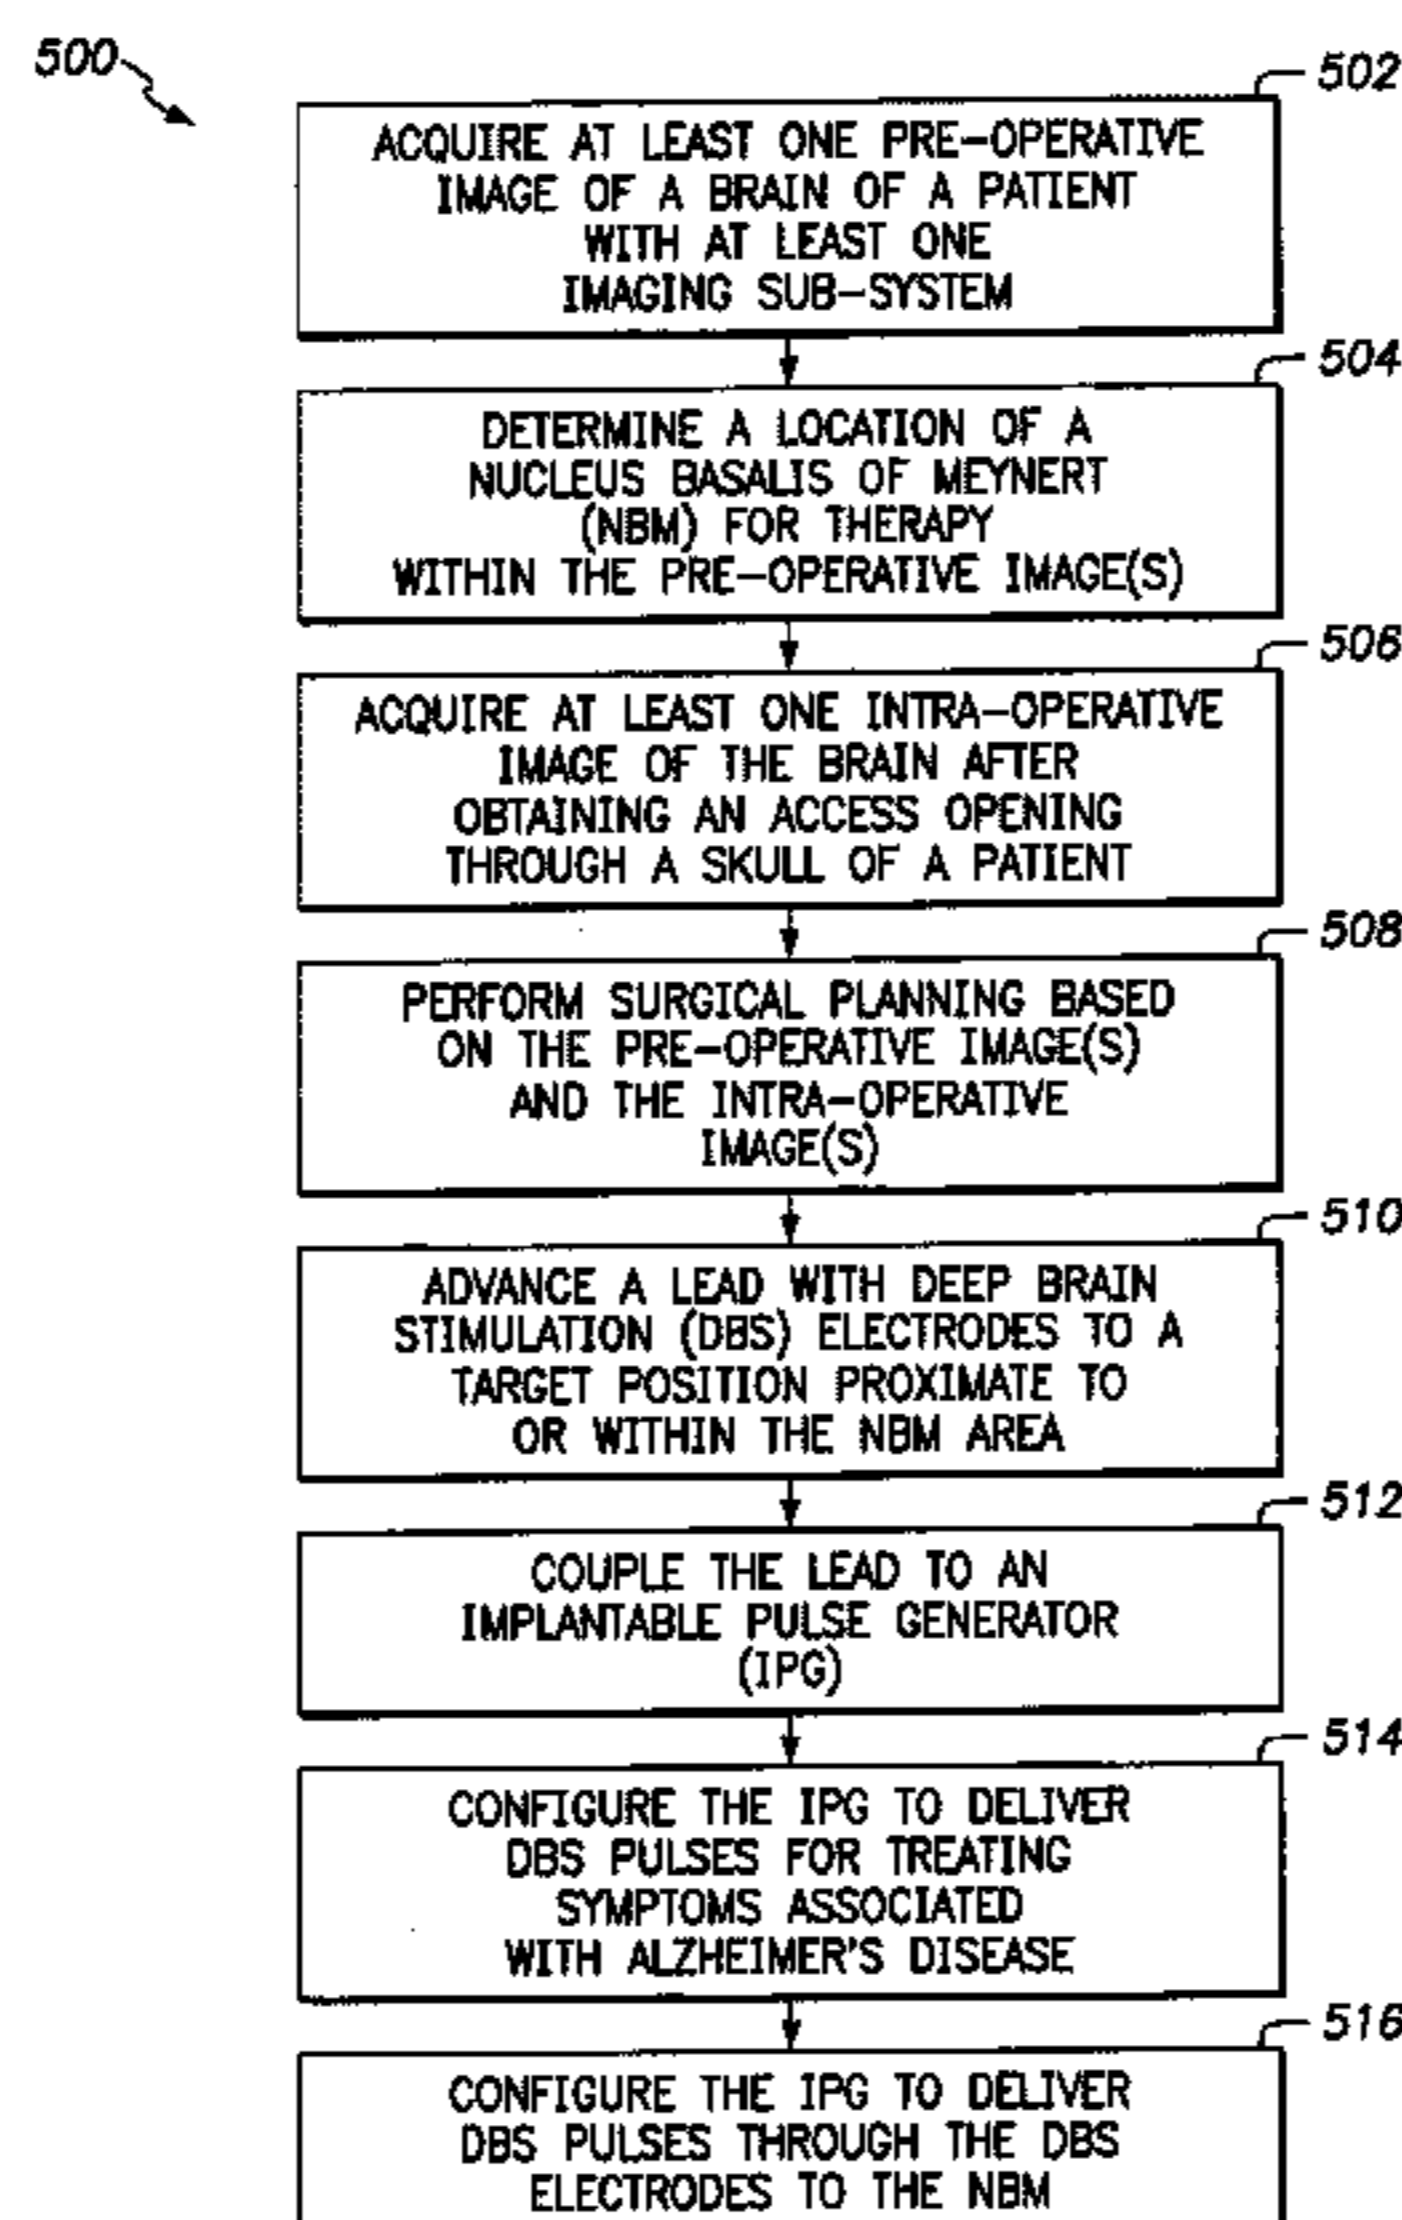 500
502
ACQUIRE AT LEAST ONE PRE-OPERATIVE
IMAGE OF A BRAIN OF A PATIENT
WITH AT LEAST ONE
IMAGING SUB-SYSTEM
504
DETERMINE A LOCATION OF A
NUCLEUS BASALIS OF MEYNERT
(NBM) FOR THERAPY
WITHIN THE PRE-OPERATIVE IMAGE(S)
506
ACQUIRE AT LEAST ONE INTRA-OPERATIVE
IMAGE OF THE BRAIN AFTER
OBTAINING AN ACCESS OPENING
THROUGH A SKULL OF A PATIENT
508
PERFORM SURGICAL PLANNING BASED
ON THE PRE-OPERATIVE IMAGE(S)
AND THE INTRA-OPERATIVE
IMAGE(S)
510
ADVANCE A LEAD WITH DEEP BRAIN
STIMULATION (DBS) ELECTRODES TO A
TARGET POSITION PROXIMATE TO
OR WITHIN THE NBM AREA
512
COUPLE THE LEAD TO AN
IMPLANTABLE PULSE GENERATOR
(IPG)
514
CONFIGURE THE IPG TO DELIVER
DBS PULSES FOR TREATING
SYMPTOMS ASSOCIATED
WITH ALZHEIMER'S DISEASE
516
CONFIGURE THE IPG TO DELIVER
DBS PULSES THROUGH THE DBS
ELECTRODES TO THE NBM